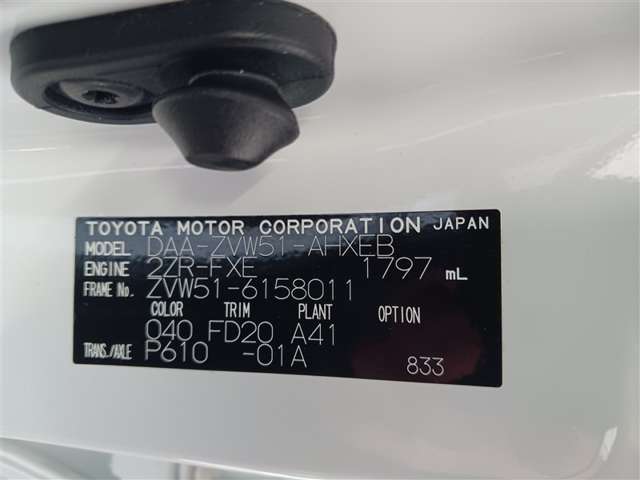 TOYOTA MOTOR CORPORATION JAPAN
MODEL DAA-ZVW51-AHXEB
ENGINE 2ZR-FXE 1797 mL
FRAME No. ZVW51-6158011
COLOR TRIM PLANT OPTION
040 FD20 A41
TRANS./AXLE P610 -01A 833